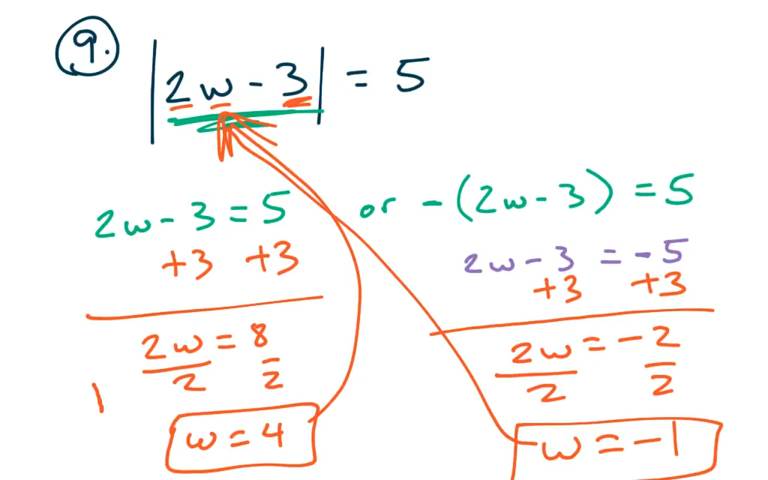 9.
|2w - 3| = 5
2w - 3 = 5 or -(2w - 3) = 5
+3 +3
2w = 8
2 2
w = 4
2w - 3 = -5
+3 +3
2w = -2
2 2
w = -1